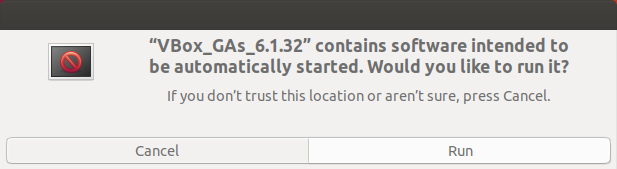 “VBox_GAs_6.1.32” contains software intended to
be automatically started. Would you like to run it?
If you don’t trust this location or aren’t sure, press Cancel.
Cancel
Run